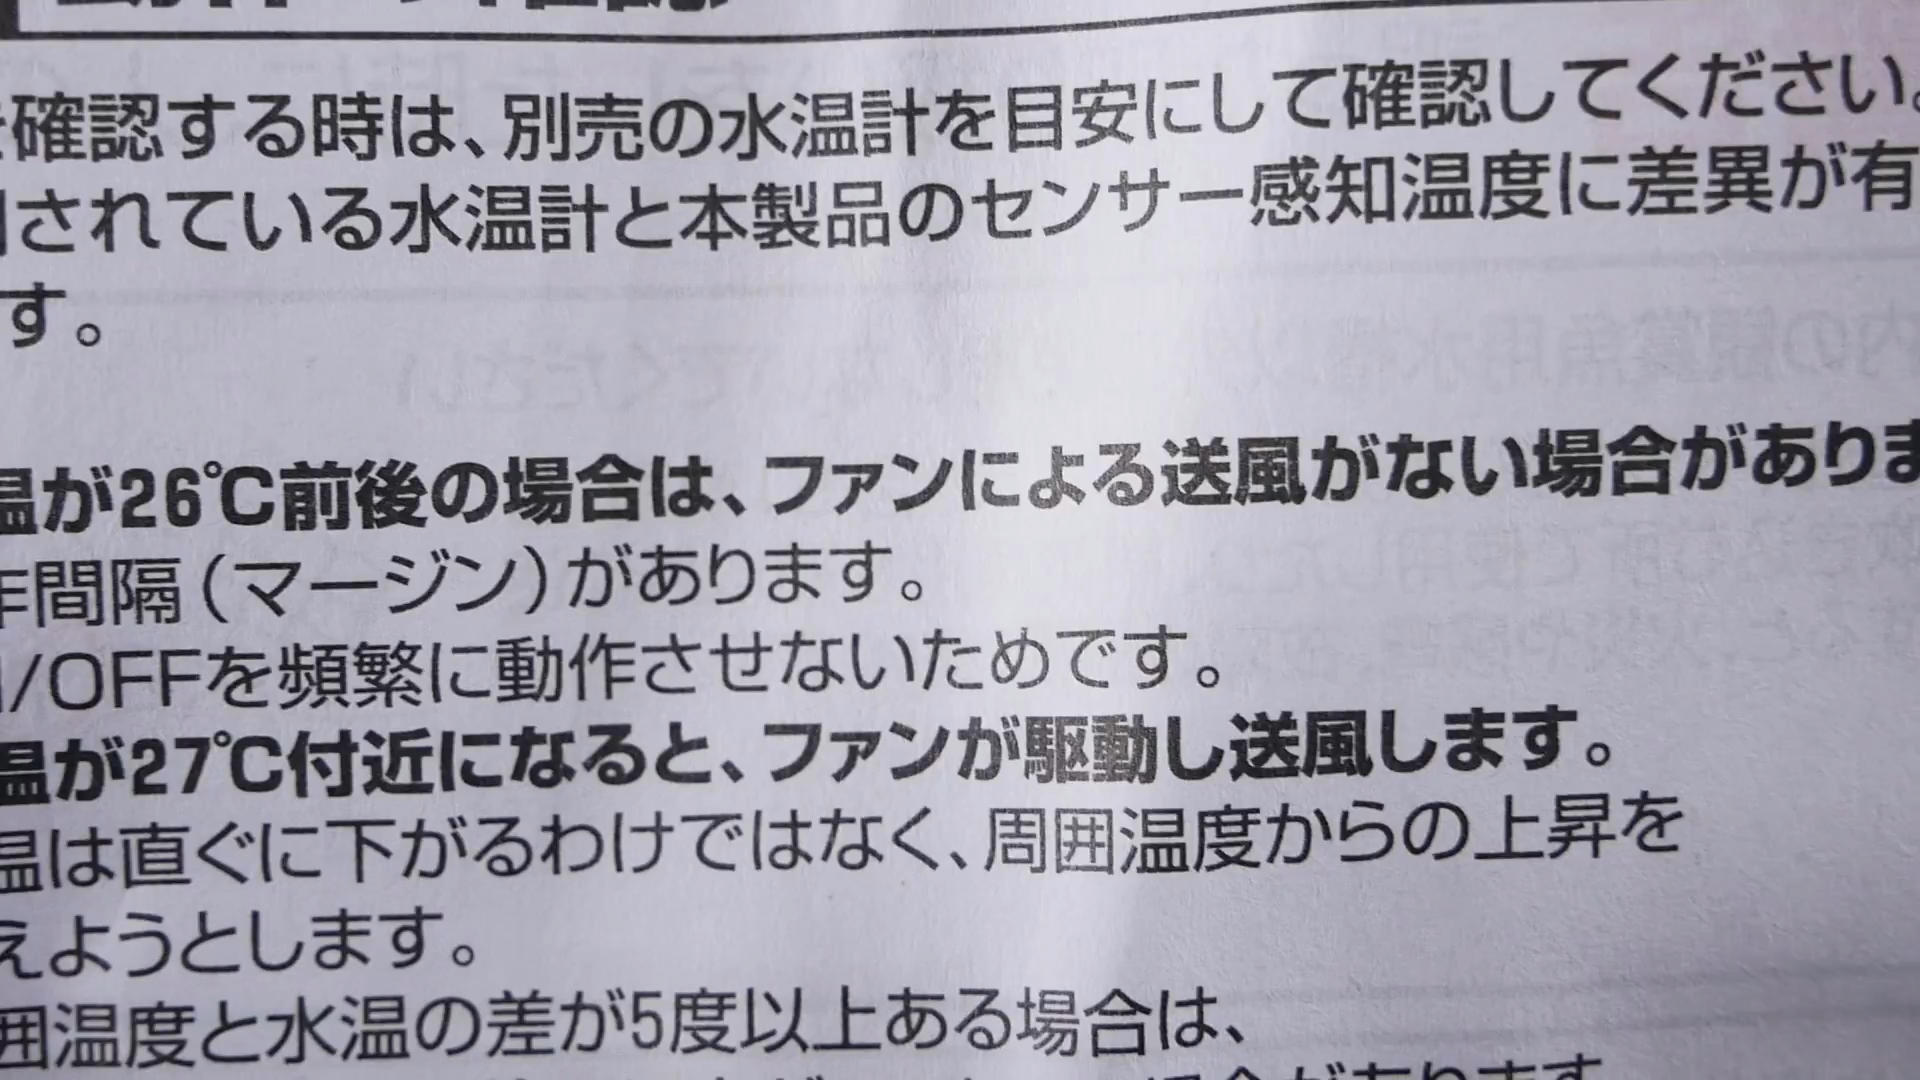 確認する時は、別売の水温計を目安にして確認してください。
されている水温計と本製品のセンサー感知温度に差異が有
す。
温が26℃前後の場合は、ファンによる送風がない場合がありま
作間隔（マージン）があります。
/OFFを頻繁に動作させないためです。
温が27℃付近になると、ファンが駆動し送風します。
温は直ぐに下がるわけではなく、周囲温度からの上昇を
えようとします。
囲温度と水温の差が5度以上ある場合は、
場合があります